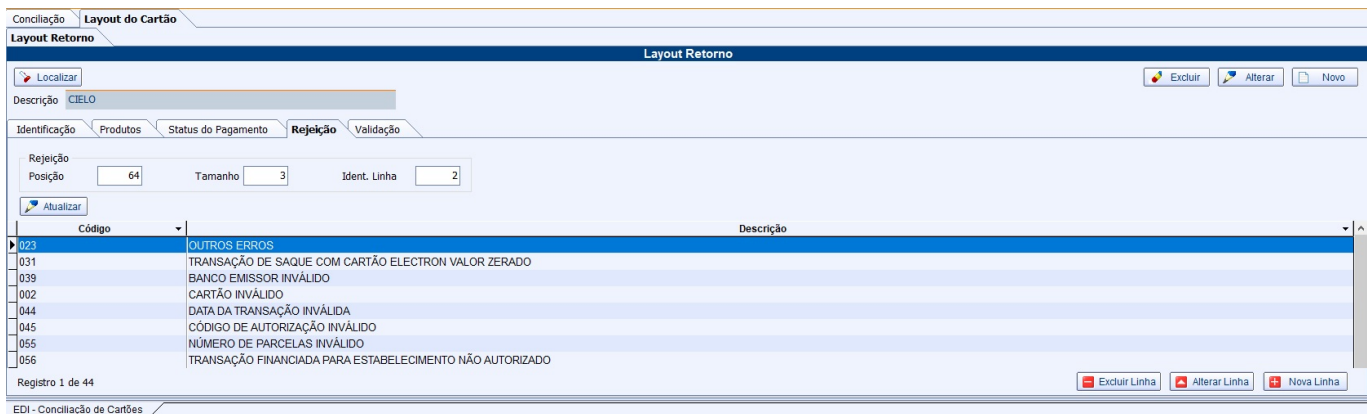 Conciliação Layout do Cartão
Layout Retorno
Layout Retorno
Localizar Excluir Alterar Novo
Descrição CIELO
Identificação Produtos Status do Pagamento Rejeição Validação
Rejeição
Posição 64 Tamanho 3 Ident. Linha 2
Atualizar
Código Descrição
023 OUTROS ERROS
031 TRANSAÇÃO DE SAQUE COM CARTÃO ELECTRON VALOR ZERADO
039 BANCO EMISSOR INVÁLIDO
002 CARTÃO INVÁLIDO
044 DATA DA TRANSAÇÃO INVÁLIDA
045 CÓDIGO DE AUTORIZAÇÃO INVÁLIDO
055 NÚMERO DE PARCELAS INVÁLIDO
056 TRANSAÇÃO FINANCIADA PARA ESTABELECIMENTO NÃO AUTORIZADO
Registro 1 de 44 Excluir Linha Alterar Linha Nova Linha
EDI - Conciliação de Cartões